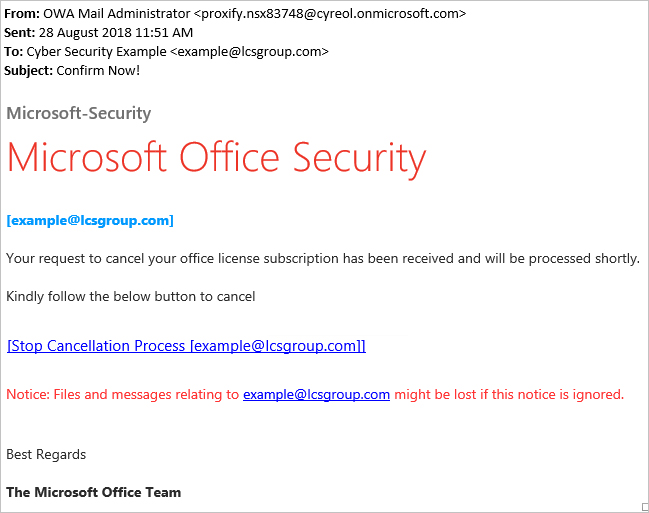 From: OWA Mail Administrator <proxify.nsx83748@cyreol.onmicrosoft.com>
Sent: 28 August 2018 11:51 AM
To: Cyber Security Example <example@lcsgroup.com>
Subject: Confirm Now!
Microsoft-Security
Microsoft Office Security
[example@lcsgroup.com]
Your request to cancel your office license subscription has been received and will be processed shortly.
Kindly follow the below button to cancel
[Stop Cancellation Process [example@lcsgroup.com]]
Notice: Files and messages relating to example@lcsgroup.com might be lost if this notice is ignored.
Best Regards
The Microsoft Office Team